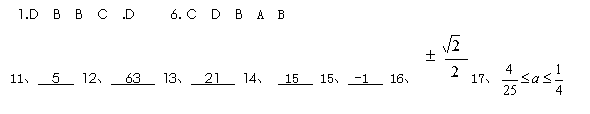 1.D B B C .D 6. C D B A B
11、 5 12、 63 13、 21 14、 15 15、 -1 16、 ±√2/2 17、 4/25≤a≤1/4